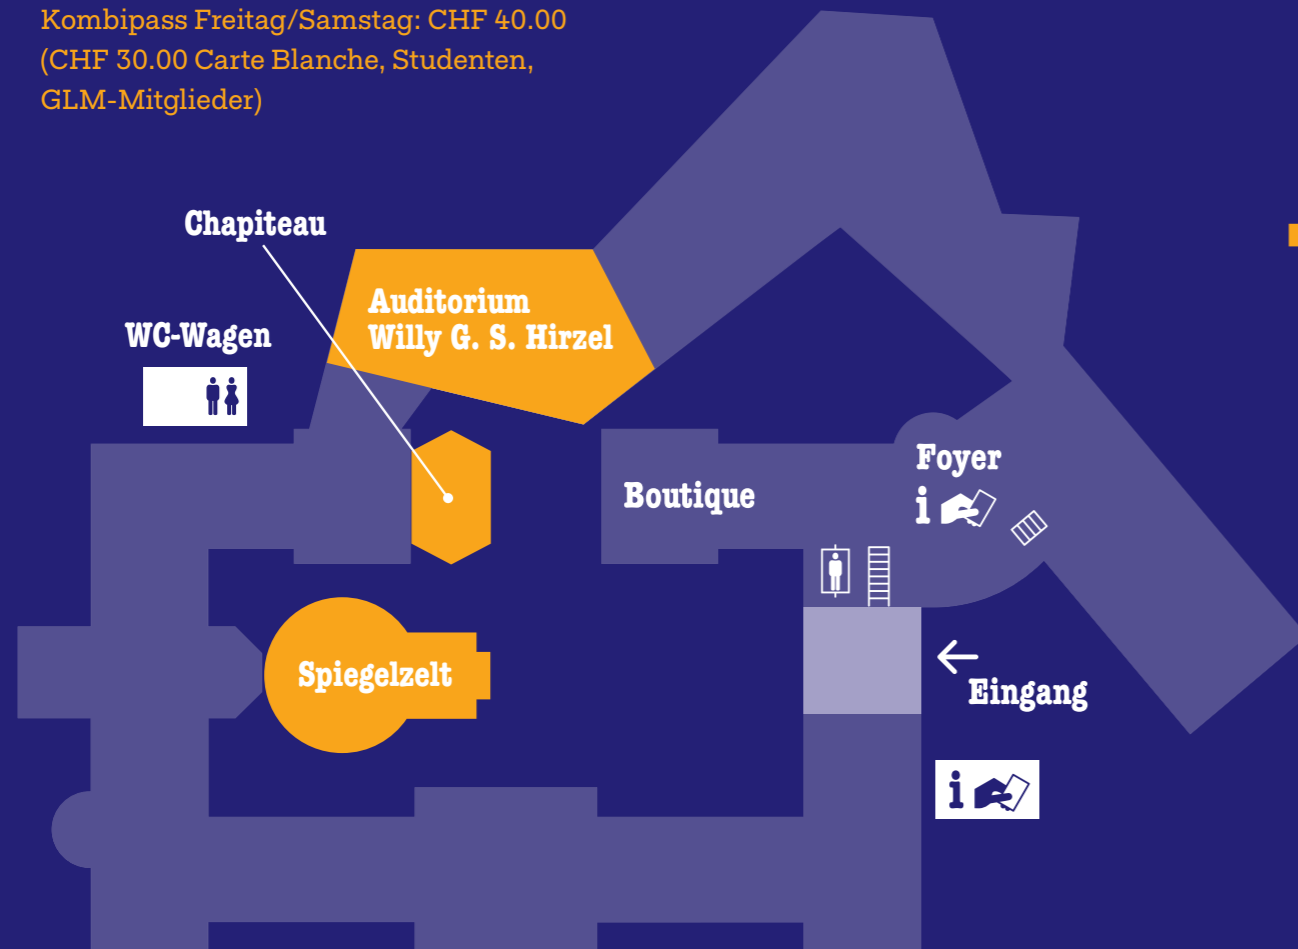 Kombipass Freitag/Samstag: CHF 40.00
(CHF 30.00 Carte Blanche, Studenten,
GLM-Mitglieder)
Chapiteau
Auditorium
Willy G. S. Hirzel
WC-Wagen
Foyer
i
Boutique
Spiegelzelt
Eingang
i